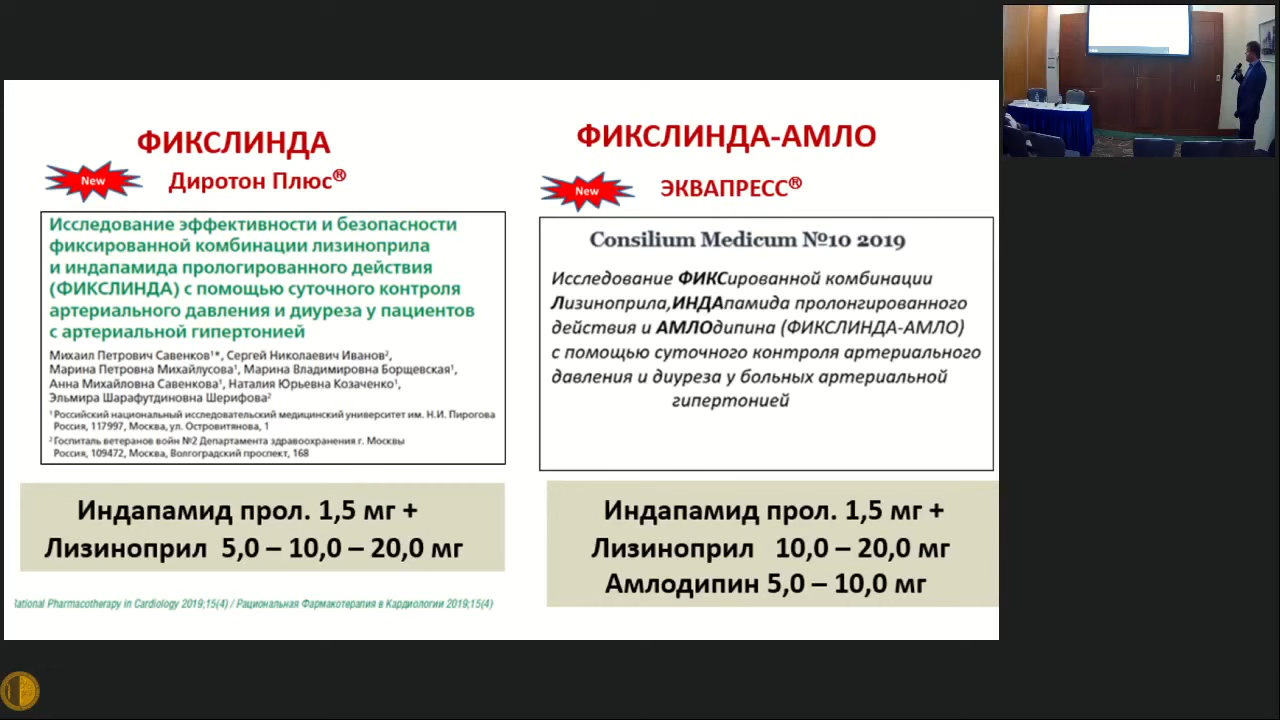 ФИКСЛИНДА
New
Диротон Плюс®
Исследование эффективности и безопасности
фиксированной комбинации лизиноприла
и индапамида прологированного действия
(ФИКСЛИНДА) с помощью суточного контроля
артериального давления и диуреза у пациентов
с артериальной гипертонией
Михаил Петрович Савенков¹*, Сергей Николаевич Иванов²,
Марина Петровна Михайлусова¹, Марина Владимировна Борщевская¹,
Анна Михайловна Савенкова¹, Наталия Юрьевна Козаченко¹,
Эльмира Шарафутдиновна Шерифова²
¹ Российский национальный исследовательский медицинский университет им. Н.И. Пирогова
Россия, 117997, Москва, ул. Островитянова, 1
² Госпиталь ветеранов войн №2 Департамента здравоохранения г. Москвы
Россия, 109472, Москва, Волгоградский проспект, 168
Индапамид прол. 1,5 мг +
Лизиноприл 5,0 – 10,0 – 20,0 мг
ational Pharmacotherapy in Cardiology 2019;15(4) / Рациональная Фармакотерапия в Кардиологии 2019;15(4)
ФИКСЛИНДА-АМЛО
New
ЭКВАПРЕСС®
Consilium Medicum №10 2019
Исследование ФИКСированной комбинации
Лизиноприла,ИНДАпамида пролонгированного
действия и АМЛОдипина (ФИКСЛИНДА-АМЛО)
с помощью суточного контроля артериального
давления и диуреза у больных артериальной
гипертонией
Индапамид прол. 1,5 мг +
Лизиноприл 10,0 – 20,0 мг
Амлодипин 5,0 – 10,0 мг